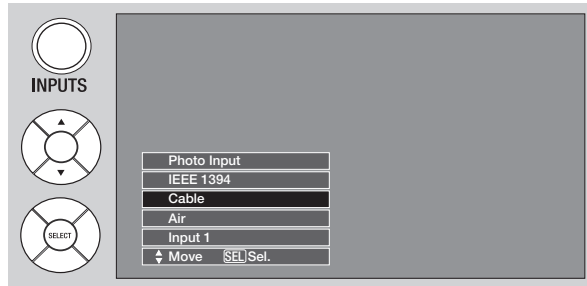 INPUTS
SELECT
Photo Input
IEEE 1394
Cable
Air
Input 1
Move SEL Sel.